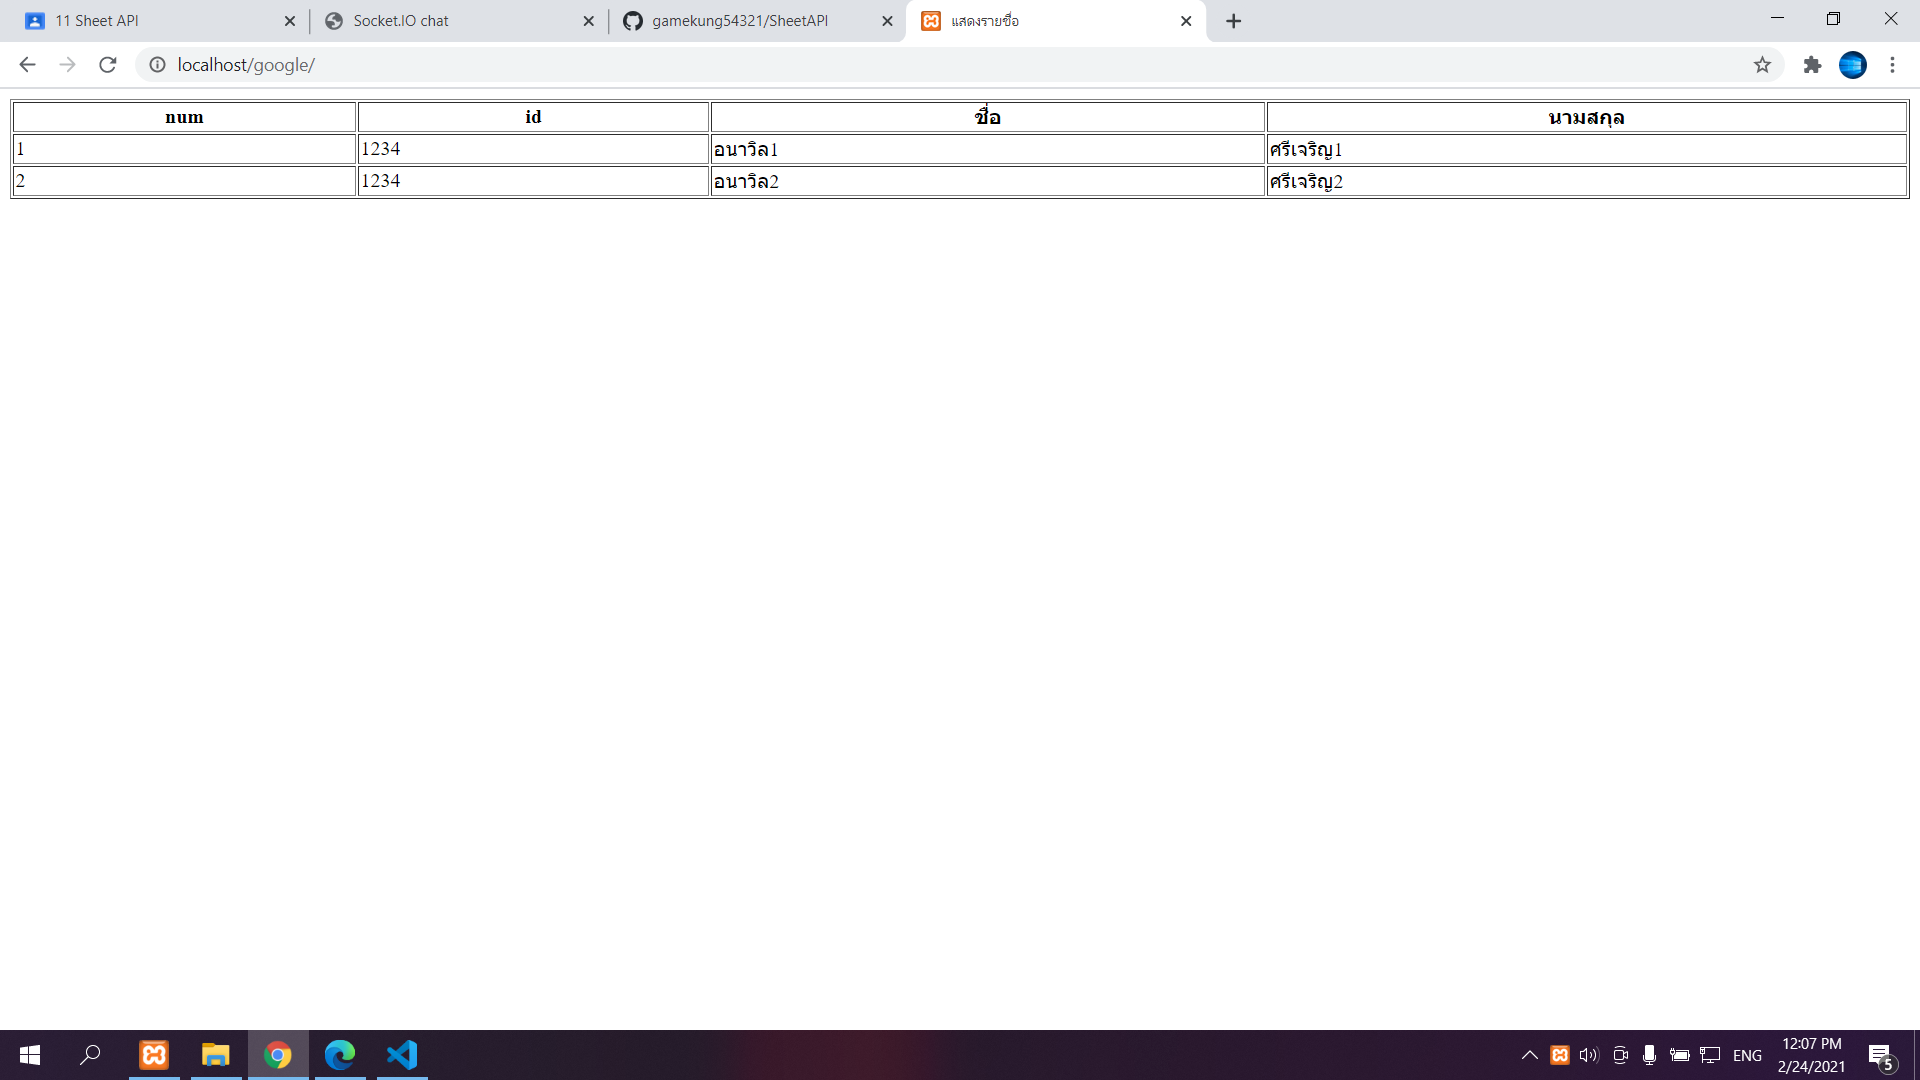 11 Sheet API
Socket.IO chat
gamekung54321/SheetAPI
แสดงรายชื่อ
localhost/google/
num id ชื่อ นามสกุล
1 1234 อนาวิล1 ศรีเจริญ1
2 1234 อนาวิล2 ศรีเจริญ2
ENG
12:07 PM
2/24/2021
5